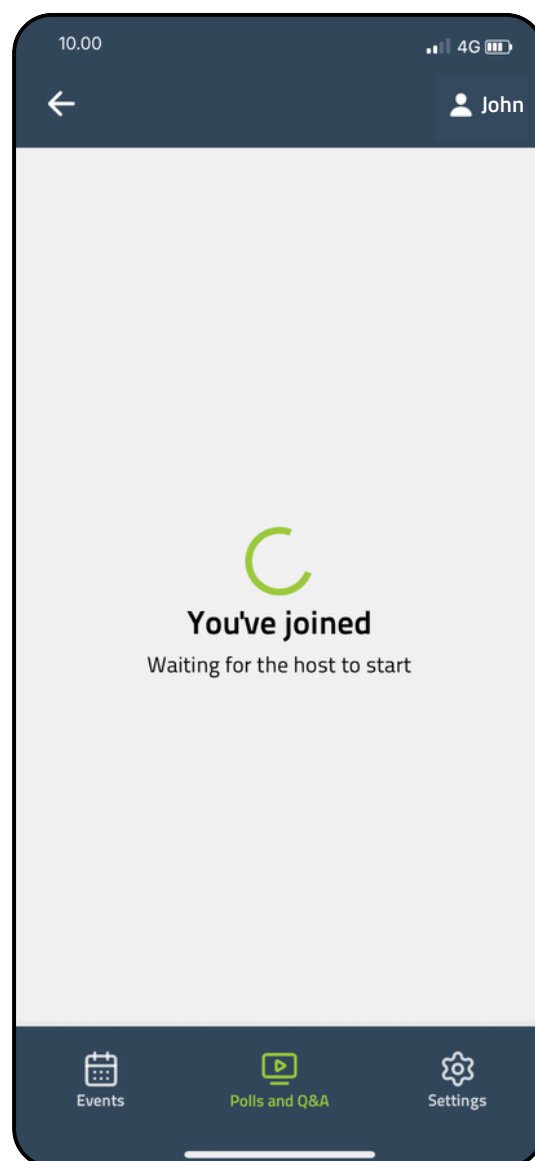 10.00
4G
John
You've joined
Waiting for the host to start
Events
Polls and Q&A
Settings